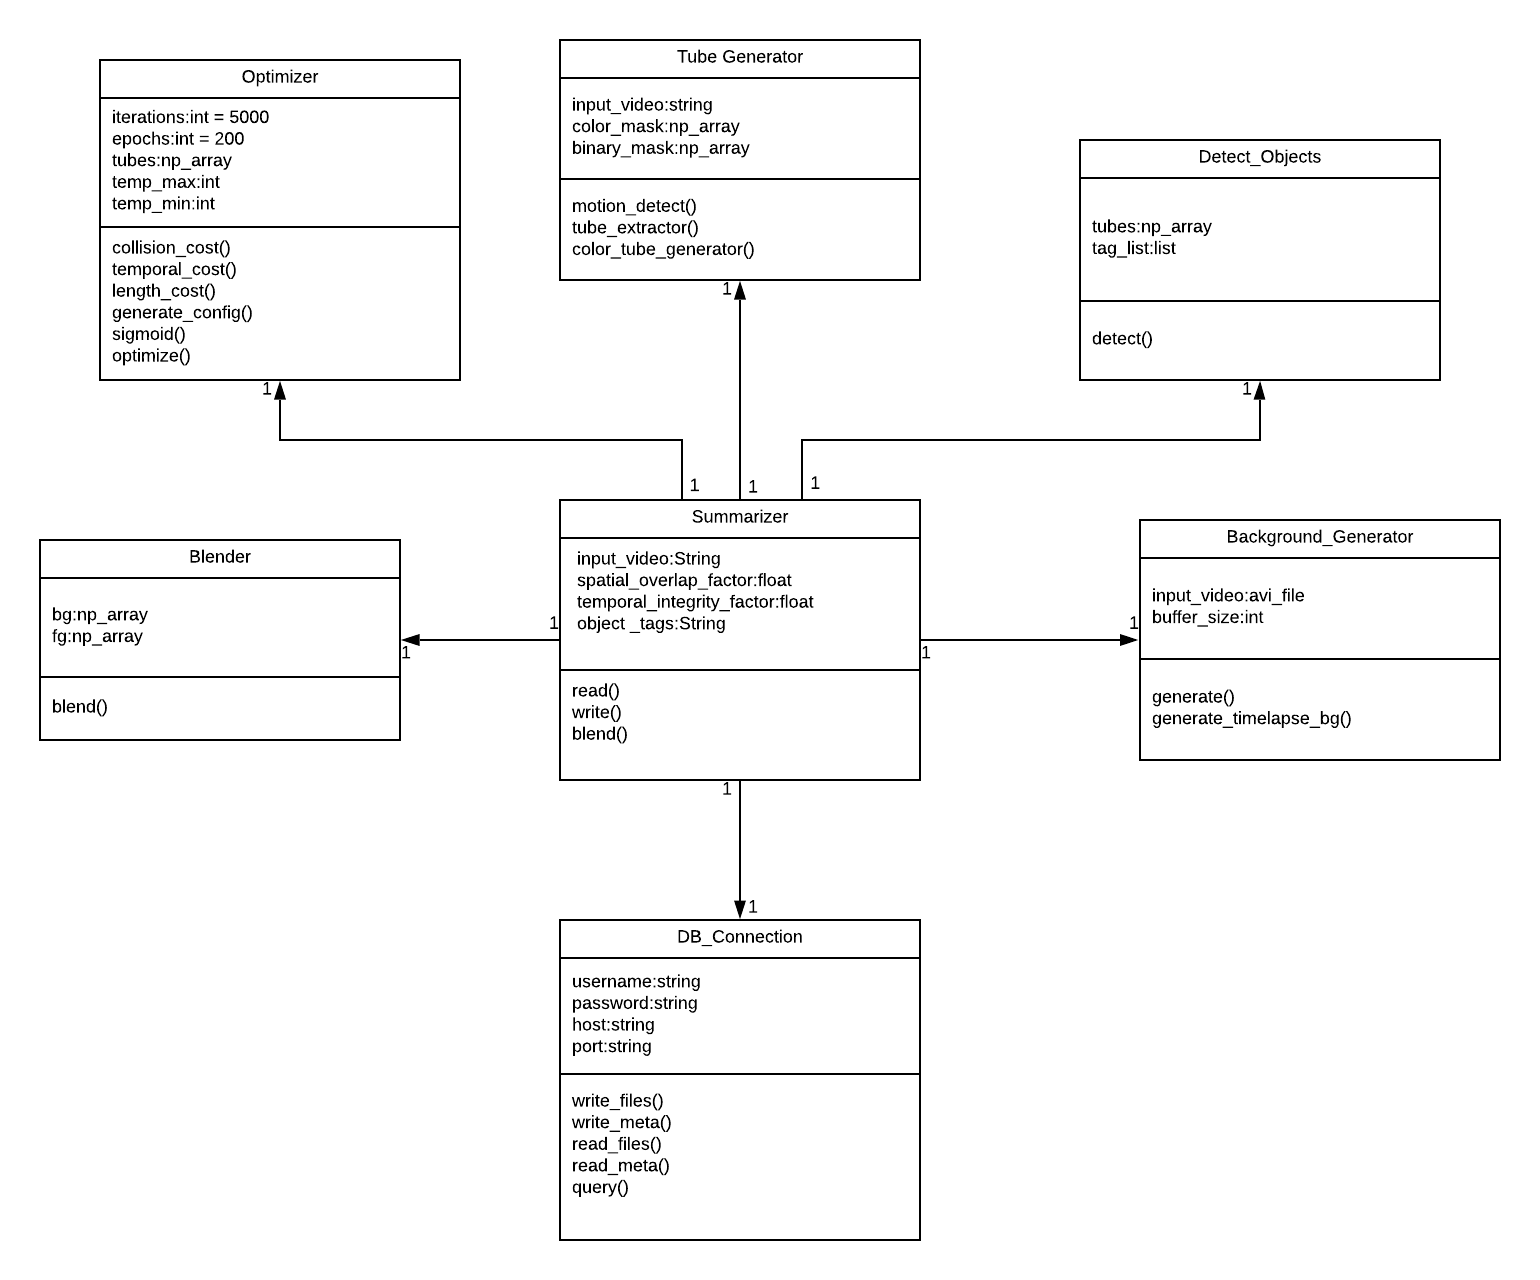 Optimizer
iterations:int = 5000
epochs:int = 200
tubes:np_array
temp_max:int
temp_min:int
collision_cost()
temporal_cost()
length_cost()
generate_config()
sigmoid()
optimize()
1
Tube Generator
input_video:string
color_mask:np_array
binary_mask:np_array
motion_detect()
tube_extractor()
color_tube_generator()
1
Detect_Objects
tubes:np_array
tag_list:list
detect()
1
1
1
1
Blender
bg:np_array
fg:np_array
blend()
1
1
Summarizer
input_video:String
spatial_overlap_factor:float
temporal_integrity_factor:float
object _tags:String
read()
write()
blend()
1
1
Background_Generator
input_video:avi_file
buffer_size:int
generate()
generate_timelapse_bg()
1
1
DB_Connection
username:string
password:string
host:string
port:string
write_files()
write_meta()
read_files()
read_meta()
query()